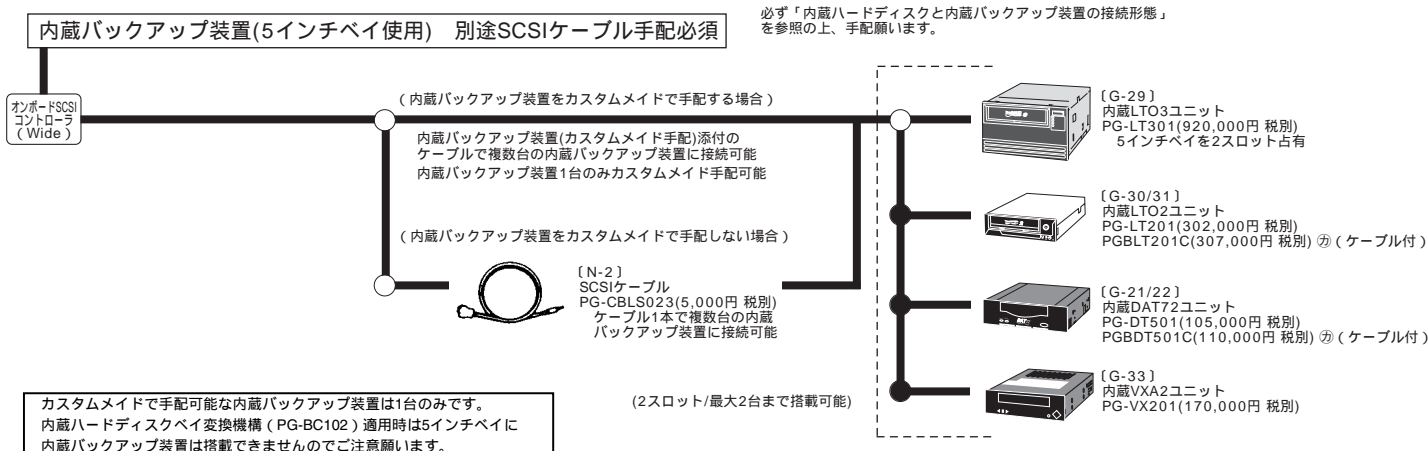 必ず「内蔵ハードディスクと内蔵バックアップ装置の接続形態」
を参照の上、手配願います。
内蔵バックアップ装置(5インチベイ使用) 別途SCSIケーブル手配必須
オンボードSCSI
コントローラ
(Wide)
(内蔵バックアップ装置をカスタムメイドで手配する場合)
内蔵バックアップ装置(カスタムメイド手配)添付の
ケーブルで複数台の内蔵バックアップ装置に接続可能
内蔵バックアップ装置1台のみカスタムメイド手配可能
(内蔵バックアップ装置をカスタムメイドで手配しない場合)
〔N-2〕
SCSIケーブル
PG-CBLS023(5,000円 税別)
ケーブル1本で複数台の内蔵
バックアップ装置に接続可能
〔G-29〕
内蔵LTO3ユニット
PG-LT301(920,000円 税別)
5インチベイを2スロット占有
〔G-30/31〕
内蔵LTO2ユニット
PG-LT201(302,000円 税別)
PGBLT201C(307,000円 税別) ㋕(ケーブル付)
〔G-21/22〕
内蔵DAT72ユニット
PG-DT501(105,000円 税別)
PGBDT501C(110,000円 税別) ㋕(ケーブル付)
〔G-33〕
内蔵VXA2ユニット
PG-VX201(170,000円 税別)
(2スロット/最大2台まで搭載可能)
カスタムメイドで手配可能な内蔵バックアップ装置は1台のみです。
内蔵ハードディスクベイ変換機構(PG-BC102)適用時は5インチベイに
内蔵バックアップ装置は搭載できませんのでご注意願います。